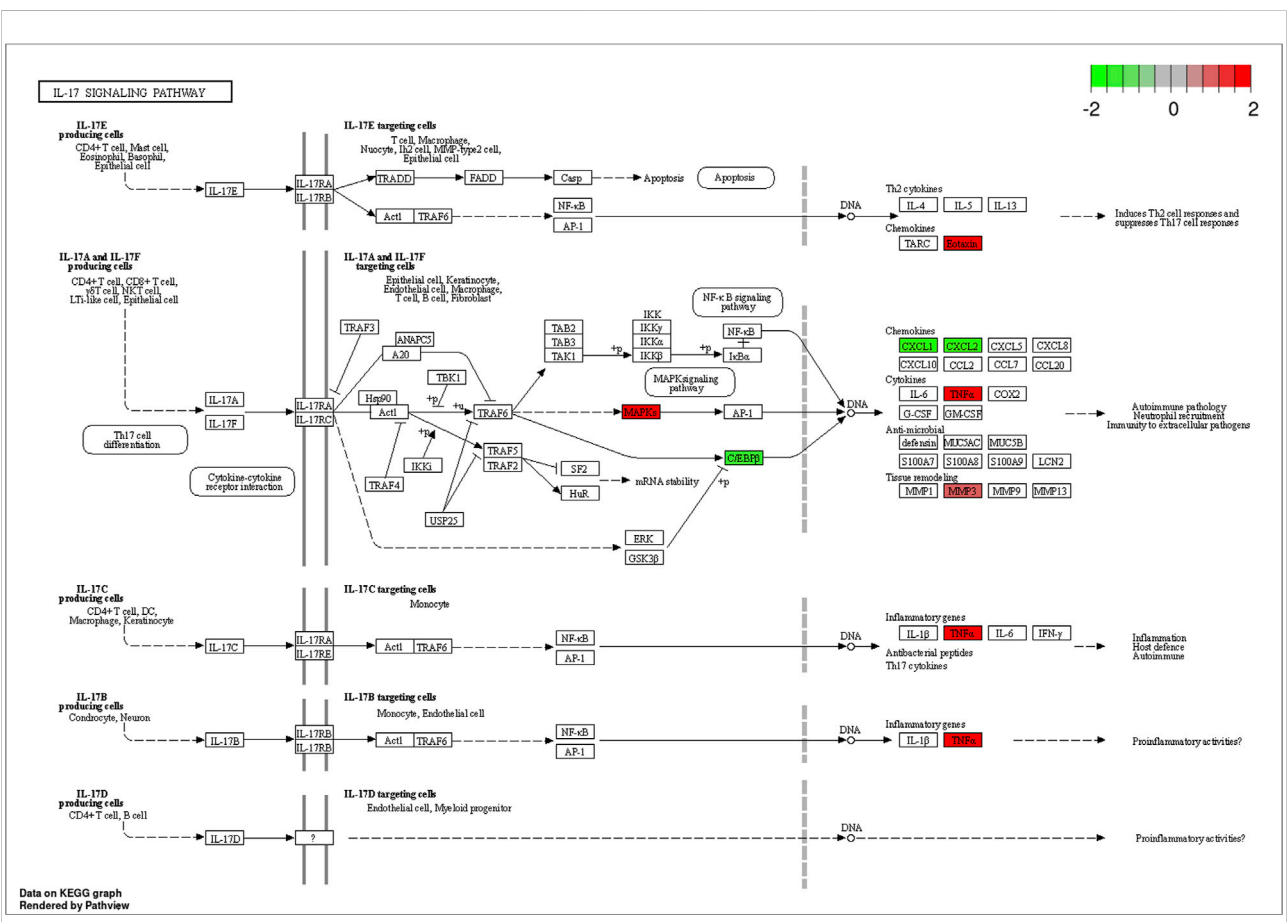 IL-17 SIGNALING PATHWAY
-2 0 2
IL-17E
producing cells
CD4+ T cell, Mast cell,
Eosinophil, Basophil,
Epithelial cell
IL-17E
IL-17RA
IL-17RB
IL-17E targeting cells
T cell, Macrophage,
Nuocyte, Ih2 cell, MMP-type2 cell,
Epithelial cell
TRADD
FADD
Casp
Apoptosis
Apoptosis
Act1
TRAF6
NF-κB
AP-1
DNA
Th2 cytokines
IL-4
IL-5
IL-13
Chemokines
TARC
Eotaxin
Induces Th2 cell responses and
suppresses Th17 cell responses
IL-17A and IL-17F
producing cells
CD4+ T cell, CD8+ T cell,
γδT cell, NKT cell,
LTi-like cell, Epithelial cell
IL-17A
IL-17F
Th17 cell
differentiation
Cytokine-cytokine
receptor interaction
IL-17RA
IL-17RC
IL-17A and IL-17F
targeting cells
Epithelial cell, Keratinocyte,
Endothelial cell, Macrophage,
T cell, B cell, Fibroblast
TRAF3
ANAPC5
A20
TBK1
+p
Hsp90
Act1
+u
TRAF6
+p
IKKi
TRAF4
TRAF5
TRAF2
USP25
SF2
HuR
mRNA stability
TAB2
TAB3
TAK1
+p
IKK
IKKγ
IKKα
IKKβ
+p
NF-κB
IκBα
NF-κ B signaling
pathway
MAPKsignaling
pathway
MAPKs
AP-1
C/EBPβ
+p
ERK
GSK3β
DNA
Chemokines
CXCL1
CXCL2
CXCL5
CXCL8
CXCL10
CCL2
CCL7
CCL20
Cytokines
IL-6
TNFα
COX2
G-CSF
GM-CSF
Anti-microbial
defensin
MUC5AC
MUC5B
S100A7
S100A8
S100A9
LCN2
Tissue remodeling
MMP1
MMP3
MMP9
MMP13
Autoimmune pathology
Neutrophil recruitment
Immunity to extracellular pathogens
IL-17C
producing cells
CD4+ T cell, DC,
Macrophage, Keratinocyte
IL-17C
IL-17RA
IL-17RE
IL-17C targeting cells
Monocyte
Act1
TRAF6
NF-κB
AP-1
DNA
Inflammatory genes
IL-1β
TNFα
IL-6
IFN-γ
Antibacterial peptides
Th17 cytokines
Inflammation
Host defence
Autoimmune
IL-17B
producing cells
Condrocyte, Neuron
IL-17B
IL-17RB
IL-17RB
IL-17B targeting cells
Monocyte, Endothelial cell
Act1
TRAF6
NF-κB
AP-1
DNA
Inflammatory genes
IL-1β
TNFα
Proinflammatory activities?
IL-17D
producing cells
CD4+ T cell, B cell
IL-17D
?
IL-17D targeting cells
Endothelial cell, Myeloid progenitor
DNA
Proinflammatory activities?
Data on KEGG graph
Rendered by Pathview